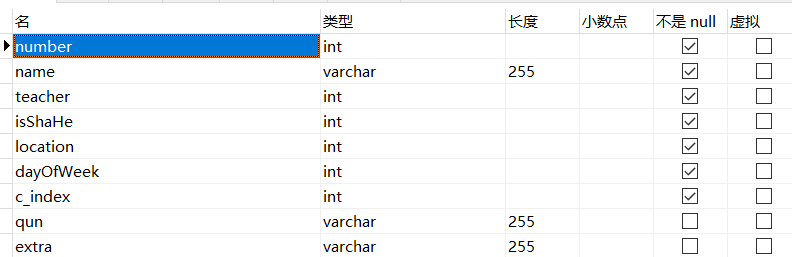 名 类型 长度 小数点 不是 null 虚拟
number int
name varchar 255
teacher int
isShaHe int
location int
dayOfWeek int
c_index int
qun varchar 255
extra varchar 255